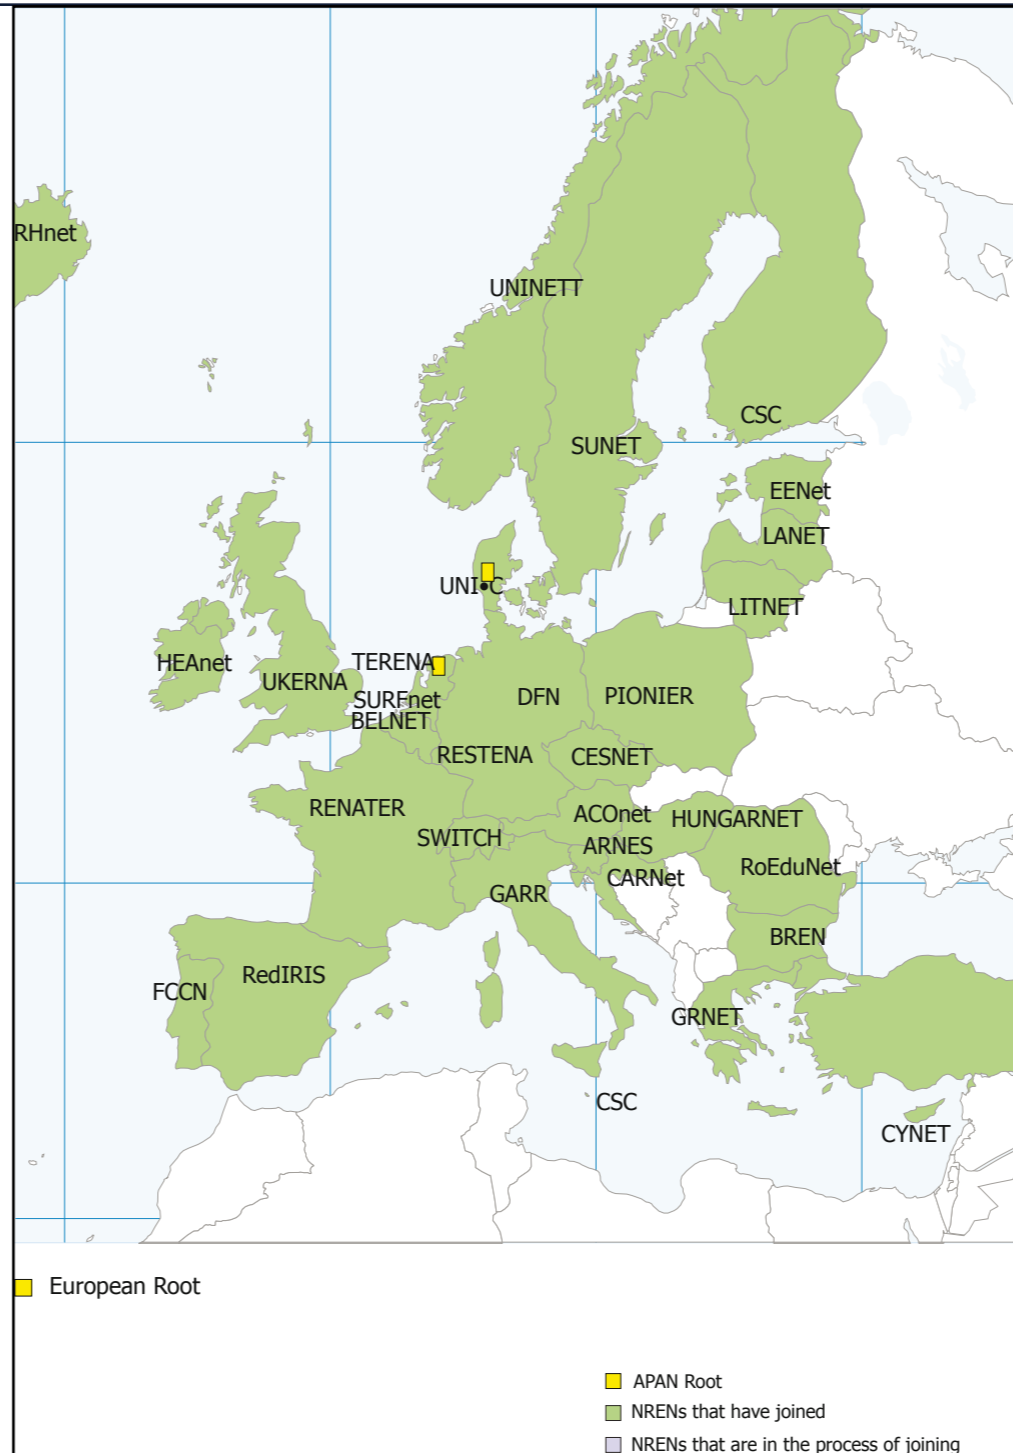 RHnet
UNINETT
CSC
SUNET
EENet
LANET
UNI•C
LITNET
HEAnet
TERENA
UKERNA
SURFnet
DFN
PIONIER
BELNET
RESTENA
CESNET
RENATER
ACOnet
HUNGARNET
SWITCH
ARNES
RoEduNet
CARNet
GARR
BREN
RedIRIS
FCCN
GRNET
CSC
CYNET
European Root
APAN Root
NRENs that have joined
NRENs that are in the process of joining